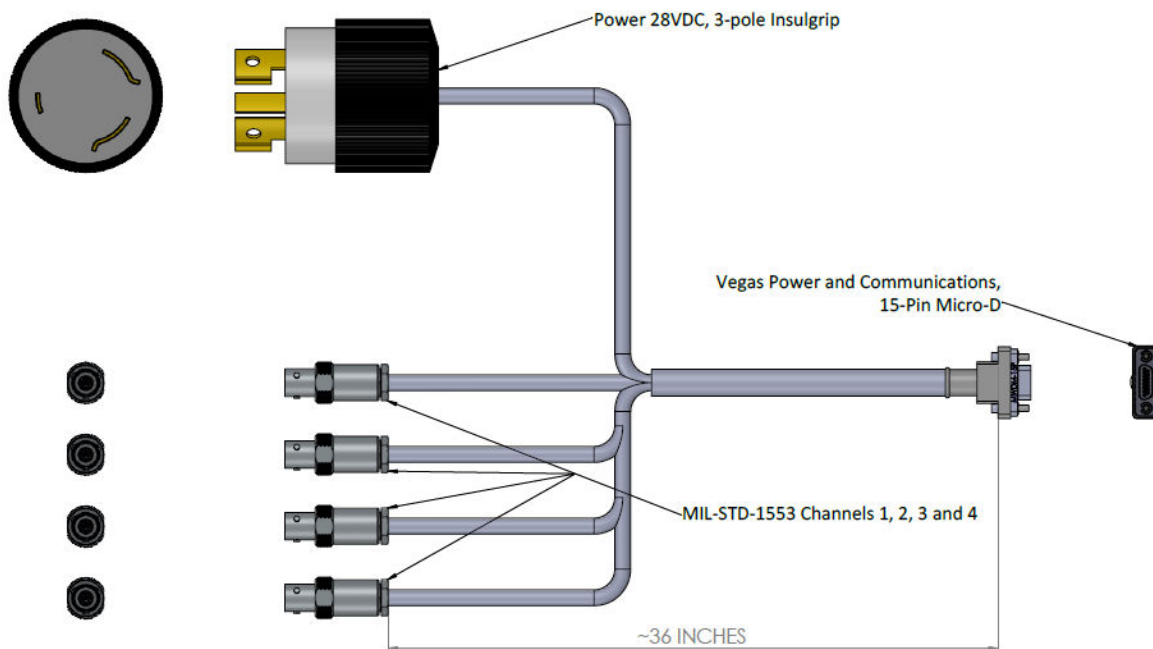 Power 28VDC, 3-pole Insulgrip
Vegas Power and Communications,
15-Pin Micro-D
MIL-STD-1553 Channels 1, 2, 3 and 4
~36 INCHES